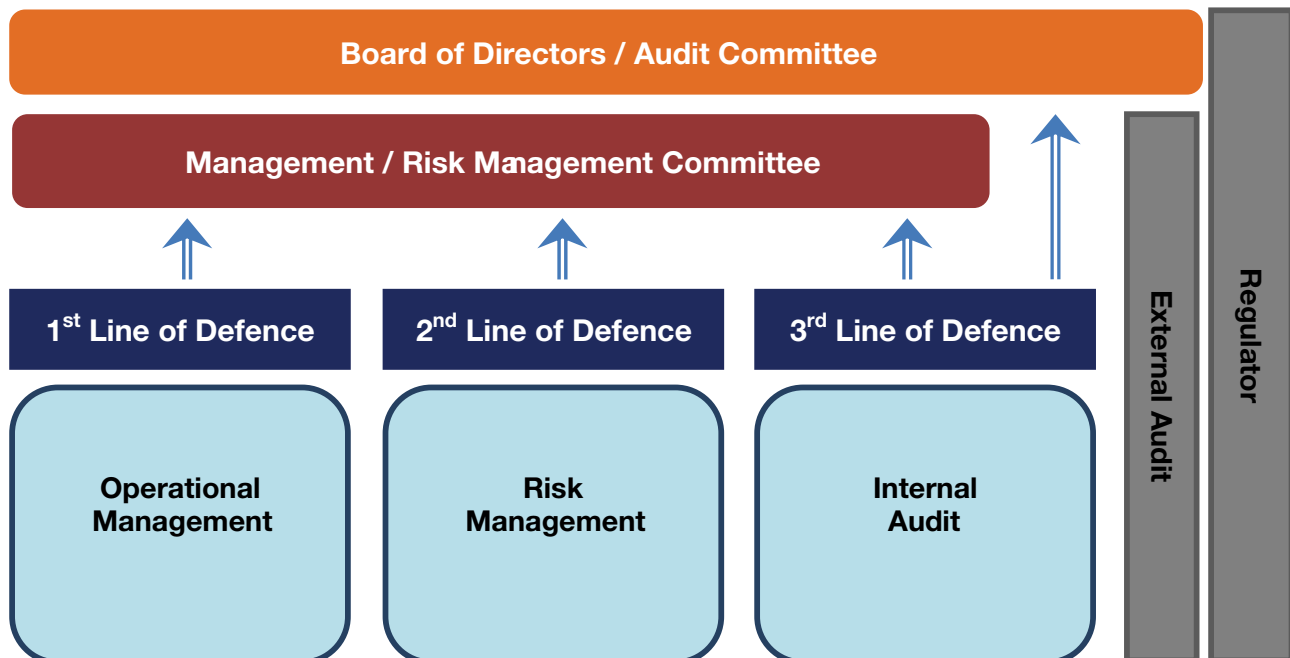 Board of Directors / Audit Committee
Management / Risk Management Committee
1st Line of Defence
2nd Line of Defence
3rd Line of Defence
Operational
Management
Risk
Management
Internal
Audit
External Audit
Regulator